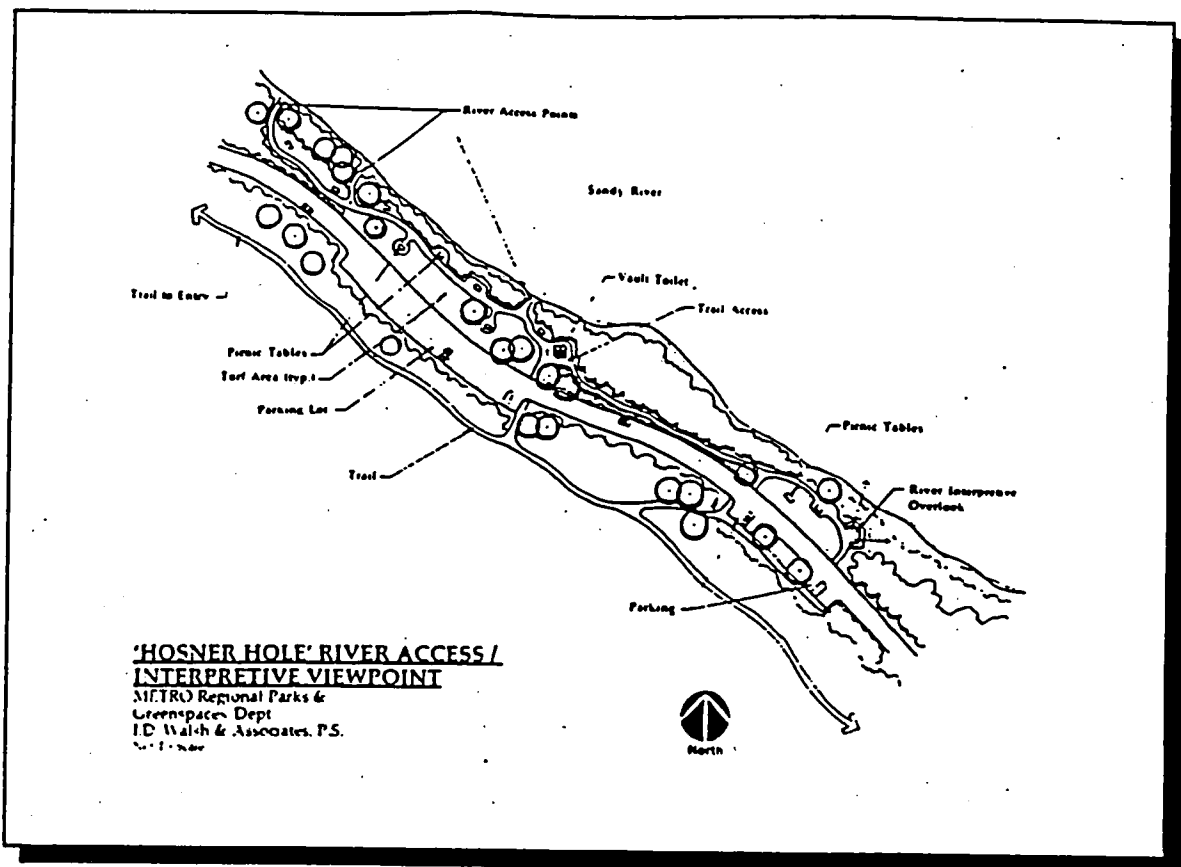 River Access Points
Sandy River
Vault Toilet
Trail Access
Trail to Entry
Picnic Tables
Turf Area (typ.)
Parking Lot
Trail
Picnic Tables
River Interpretive
Overlook
Parking
'HOSNER HOLE' RIVER ACCESS /
INTERPRETIVE VIEWPOINT
METRO Regional Parks &
Greenspaces Dept
J.D. Walsh & Associates, P.S.
North